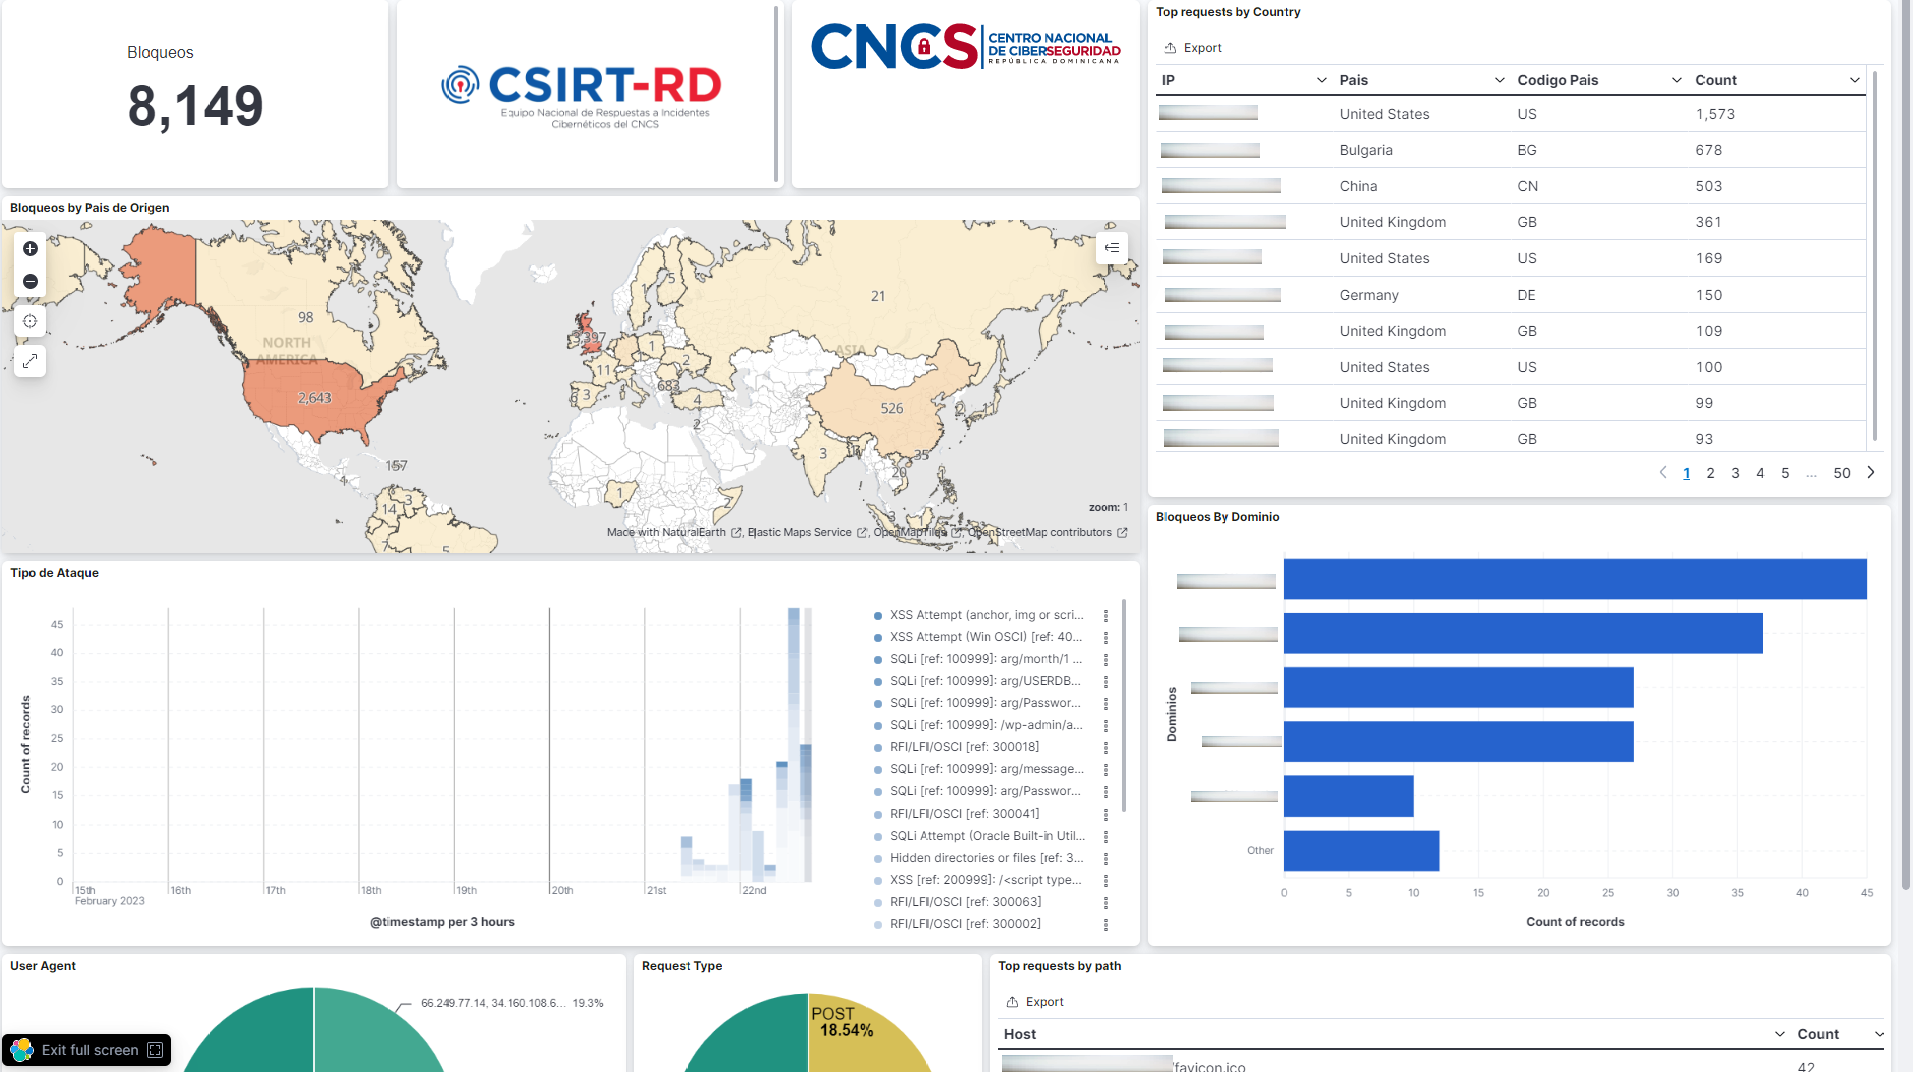 Bloqueos
8,149
CSIRT-RD
Equipo Nacional de Respuestas a Incidentes
Cibernéticos del CNCS
CNCS
CENTRO NACIONAL
DE CIBERSEGURIDAD
REPÚBLICA DOMINICANA
Top requests by Country
Export
IP Pais Codigo Pais Count
United States US 1,573
Bulgaria BG 678
China CN 503
United Kingdom GB 361
United States US 169
Germany DE 150
United Kingdom GB 109
United States US 100
United Kingdom GB 99
United Kingdom GB 93
1 2 3 4 5 ... 50
Bloqueos by Pais de Origen
5
21
98
NORTH
AMERICA
ASIA
1
2
11
683
3
4
2,643
526
2
2
3
35
20
157
4
1
2
3
14
3
5
zoom: 1
Made with NaturalEarth , Elastic Maps Service , OpenMapTiles , OpenStreetMap contributors
Bloqueos By Dominio
Dominios
Other
0 5 10 15 20 25 30 35 40 45
Count of records
Tipo de Ataque
Count of records
45
40
35
30
25
20
15
10
5
0
15th 16th 17th 18th 19th 20th 21st 22nd
February 2023
@timestamp per 3 hours
XSS Attempt (anchor, img or scri...
XSS Attempt (Win OSCI) [ref: 40...
SQLi [ref: 100999]: arg/month/1 ...
SQLi [ref: 100999]: arg/USERDB...
SQLi [ref: 100999]: arg/Passwor...
SQLi [ref: 100999]: /wp-admin/a...
RFI/LFI/OSCI [ref: 300018]
SQLi [ref: 100999]: arg/message...
SQLi [ref: 100999]: arg/Passwor...
RFI/LFI/OSCI [ref: 300041]
SQLi Attempt (Oracle Built-in Util...
Hidden directories or files [ref: 3...
XSS [ref: 200999]: /<script type...
RFI/LFI/OSCI [ref: 300063]
RFI/LFI/OSCI [ref: 300002]
User Agent
66.249.77.14, 34.160.108.6... 19.3%
Request Type
POST
18.54%
Top requests by path
Export
Host Count
/favicon.ico 42
Exit full screen